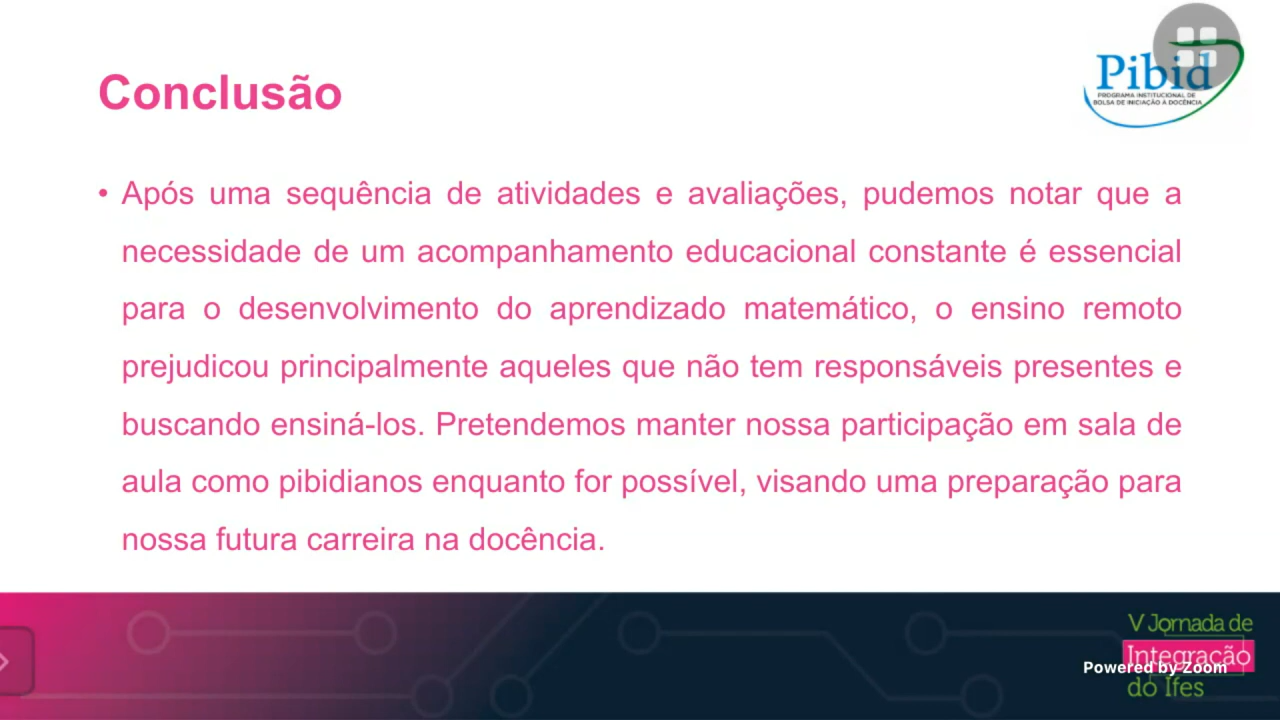 Conclusão
Pibid
PROGRAMA INSTITUCIONAL DE
BOLSA DE INICIAÇÃO À DOCÊNCIA
• Após uma sequência de atividades e avaliações, pudemos notar que a
necessidade de um acompanhamento educacional constante é essencial
para o desenvolvimento do aprendizado matemático, o ensino remoto
prejudicou principalmente aqueles que não tem responsáveis presentes e
buscando ensiná-los. Pretendemos manter nossa participação em sala de
aula como pibidianos enquanto for possível, visando uma preparação para
nossa futura carreira na docência.
V Jornada de
Integração
Powered by Zoom
do Ifes